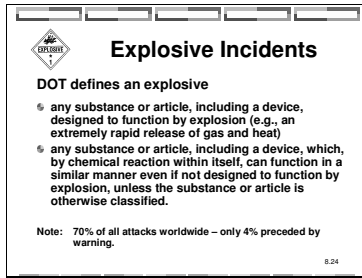 EXPLOSIVE
1
Explosive Incidents
DOT defines an explosive
any substance or article, including a device,
designed to function by explosion (e.g., an
extremely rapid release of gas and heat)
any substance or article, including a device, which,
by chemical reaction within itself, can function in a
similar manner even if not designed to function by
explosion, unless the substance or article is
otherwise classified.
Note: 70% of all attacks worldwide – only 4% preceded by
warning.
8.24